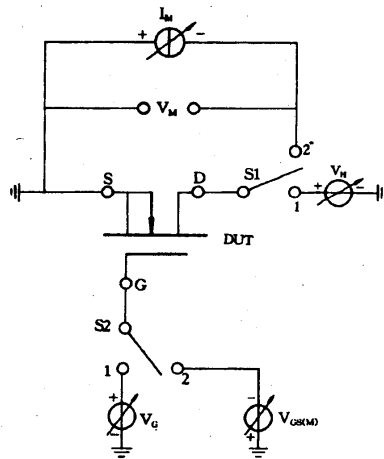 I_M
+ −
V_M
2
S D S1 V_H
1 + −
DUT
G
S2
1 2
+ −
V_G V_GS(M)
− +